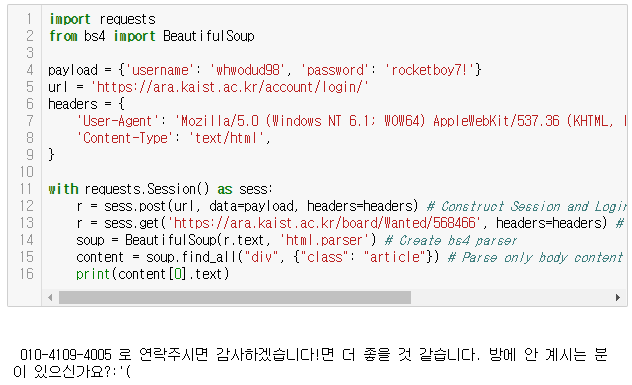 1 import requests
2 from bs4 import BeautifulSoup
3
4 payload = {'username': 'whwodud98', 'password': 'rocketboy7!'}
5 url = 'https://ara.kaist.ac.kr/account/login/'
6 headers = {
7     'User-Agent': 'Mozilla/5.0 (Windows NT 6.1; WOW64) AppleWebKit/537.36 (KHTML,
8     'Content-Type': 'text/html',
9 }
10
11 with requests.Session() as sess:
12     r = sess.post(url, data=payload, headers=headers) # Construct Session and Login
13     r = sess.get('https://ara.kaist.ac.kr/board/Wanted/568466', headers=headers) #
14     soup = BeautifulSoup(r.text, 'html.parser') # Create bs4 parser
15     content = soup.find_all("div", {"class": "article"}) # Parse only body content
16     print(content[0].text)
010-4109-4005 로 연락주시면 감사하겠습니다!면 더 좋을 것 같습니다. 방에 안 계시는 분
이 있으신가요?:'(